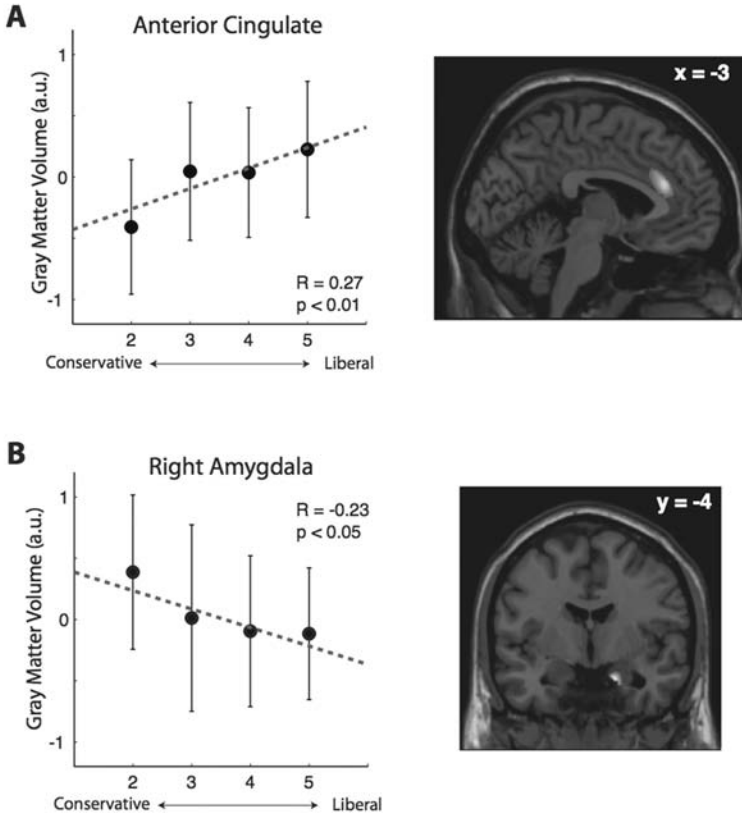 A
Anterior Cingulate
Gray Matter Volume (a.u.)
1
0
-1
R = 0.27
p < 0.01
2 3 4 5
Conservative Liberal
x = -3
B
Right Amygdala
Gray Matter Volume (a.u.)
1
0
-1
R = -0.23
p < 0.05
2 3 4 5
Conservative Liberal
y = -4